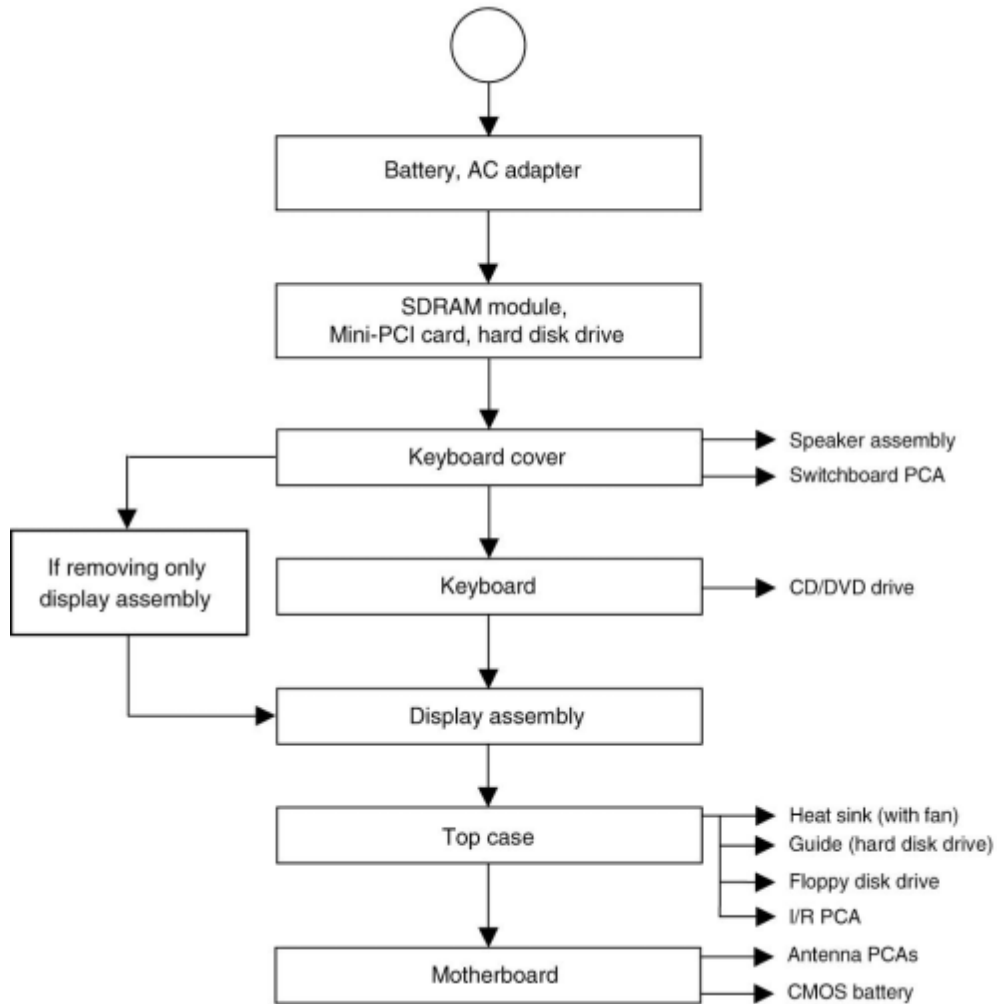 Battery, AC adapter
SDRAM module,
Mini-PCI card, hard disk drive
Keyboard cover
Speaker assembly
Switchboard PCA
If removing only
display assembly
Keyboard
CD/DVD drive
Display assembly
Top case
Heat sink (with fan)
Guide (hard disk drive)
Floppy disk drive
I/R PCA
Motherboard
Antenna PCAs
CMOS battery